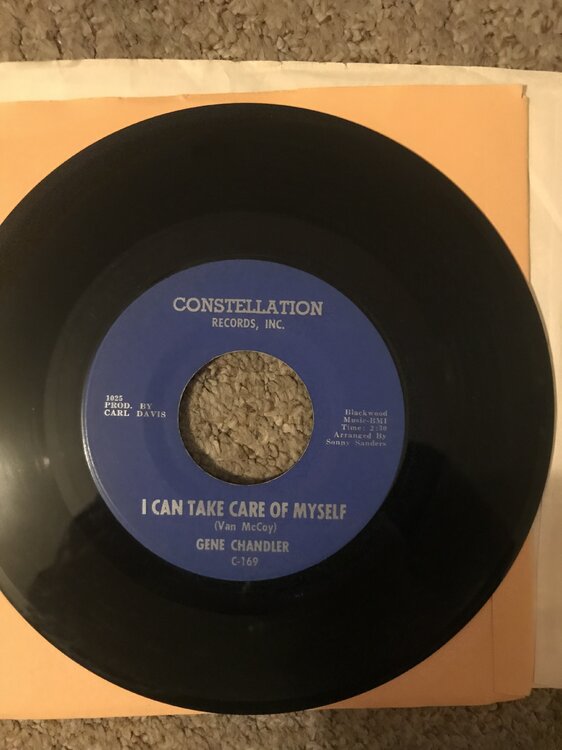 CONSTELLATION
RECORDS, INC.
1025
PROD. BY
CARL DAVIS
Blackwood
Music-BMI
Time: 2:30
Arranged By
Sonny Sanders
I CAN TAKE CARE OF MYSELF
(Van McCoy)
GENE CHANDLER
C-169